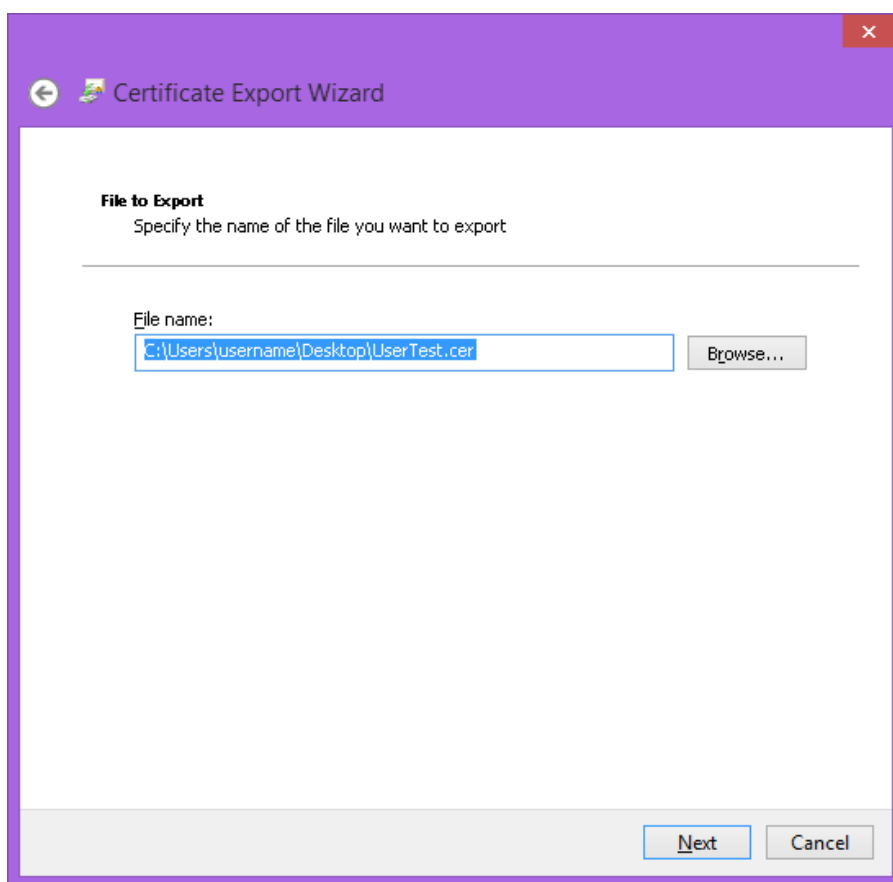 Certificate Export Wizard
File to Export
Specify the name of the file you want to export
File name:
C:\Users\username\Desktop\UserTest.cer
Browse...
Next
Cancel